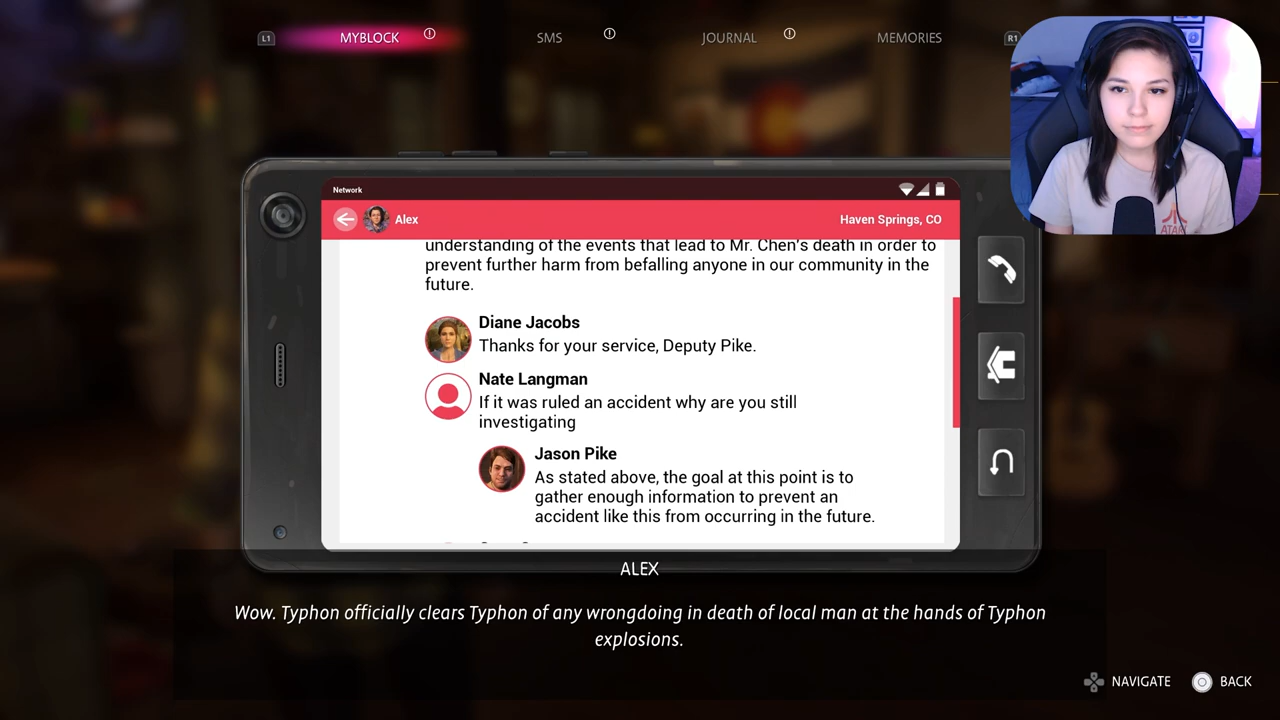 L1
MYBLOCK
SMS
JOURNAL
MEMORIES
R1
Network
Alex
Haven Springs, CO
understanding of the events that lead to Mr. Chen's death in order to
prevent further harm from befalling anyone in our community in the
future.
Diane Jacobs
Thanks for your service, Deputy Pike.
Nate Langman
If it was ruled an accident why are you still
investigating
Jason Pike
As stated above, the goal at this point is to
gather enough information to prevent an
accident like this from occurring in the future.
ALEX
Wow. Typhon officially clears Typhon of any wrongdoing in death of local man at the hands of Typhon
explosions.
NAVIGATE
BACK
ATARI